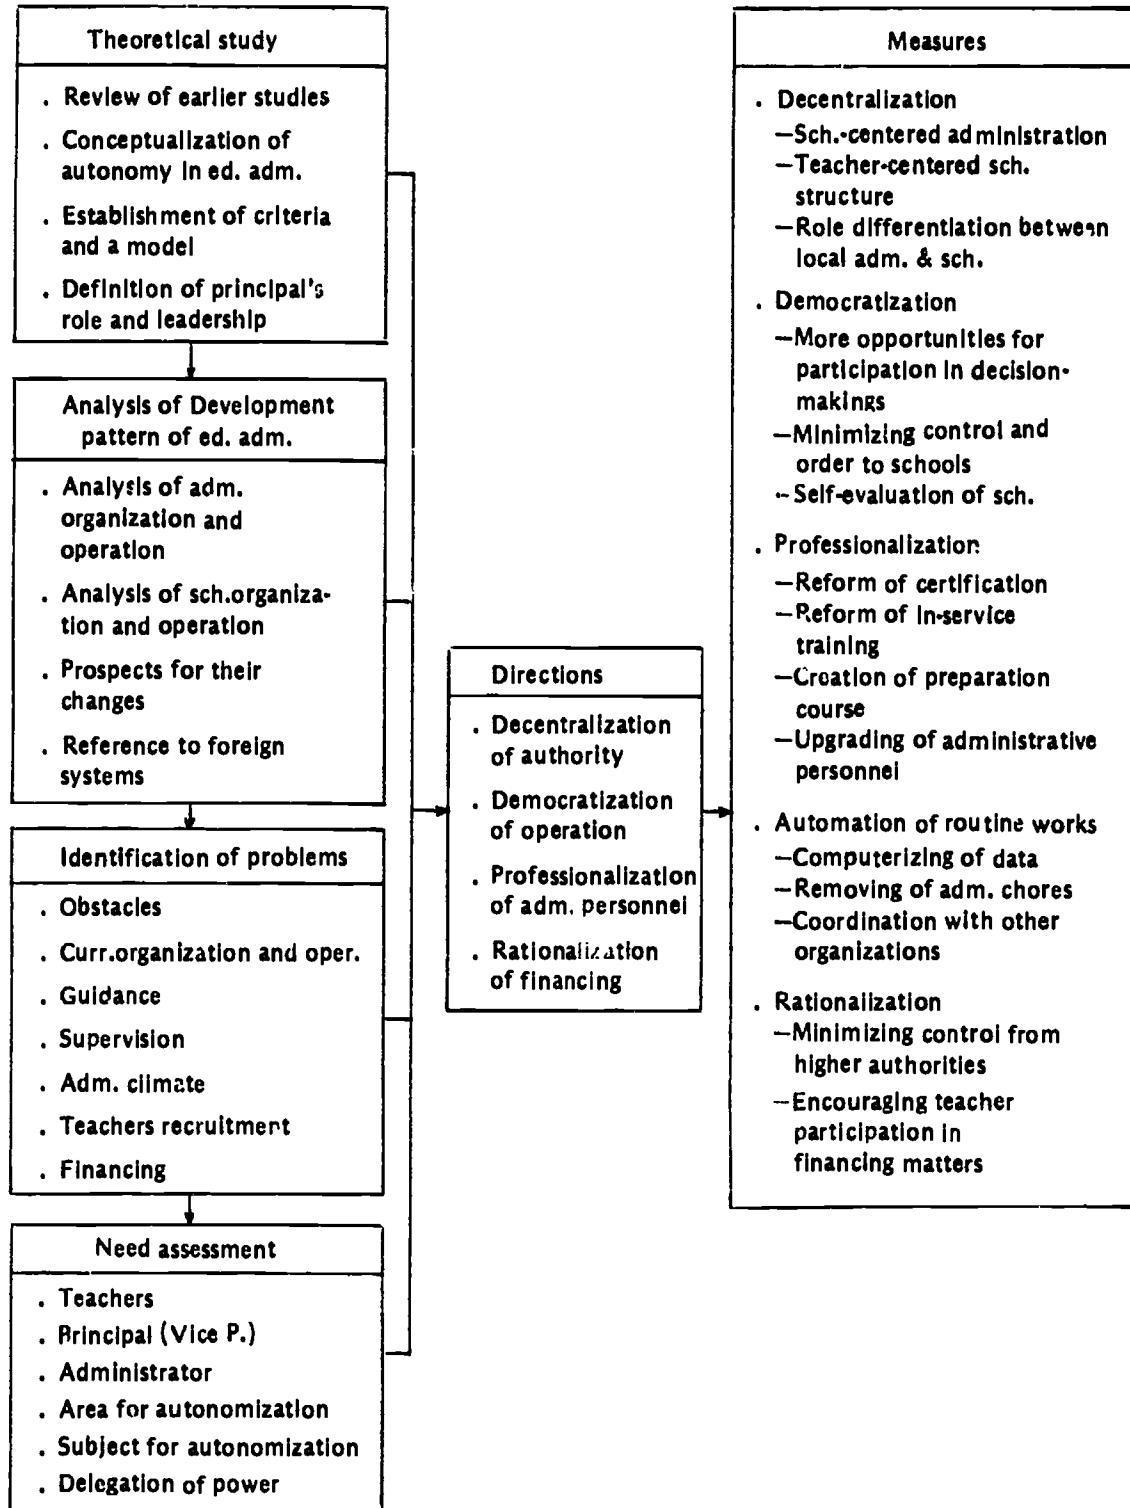 Theoretical study
. Review of earlier studies
. Conceptualization of
autonomy in ed. adm.
. Establishment of criteria
and a model
. Definition of principal's
role and leadership
Analysis of Development
pattern of ed. adm.
. Analysis of adm.
organization and
operation
. Analysis of sch.organiza-
tion and operation
. Prospects for their
changes
. Reference to foreign
systems
Identification of problems
. Obstacles
. Curr.organization and oper.
. Guidance
. Supervision
. Adm. climate
. Teachers recruitment
. Financing
Need assessment
. Teachers
. Principal (Vice P.)
. Administrator
. Area for autonomization
. Subject for autonomization
. Delegation of power
Directions
. Decentralization
of authority
. Democratization
of operation
. Professionalization
of adm. personnel
. Rationalization
of financing
Measures
. Decentralization
—Sch.-centered administration
—Teacher-centered sch.
structure
—Role differentiation between
local adm. & sch.
. Democratization
—More opportunities for
participation in decision-
makings
—Minimizing control and
order to schools
—Self-evaluation of sch.
. Professionalization
—Reform of certification
—Reform of in-service
training
—Creation of preparation
course
—Upgrading of administrative
personnel
. Automation of routine works
—Computerizing of data
—Removing of adm. chores
—Coordination with other
organizations
. Rationalization
—Minimizing control from
higher authorities
—Encouraging teacher
participation in
financing matters